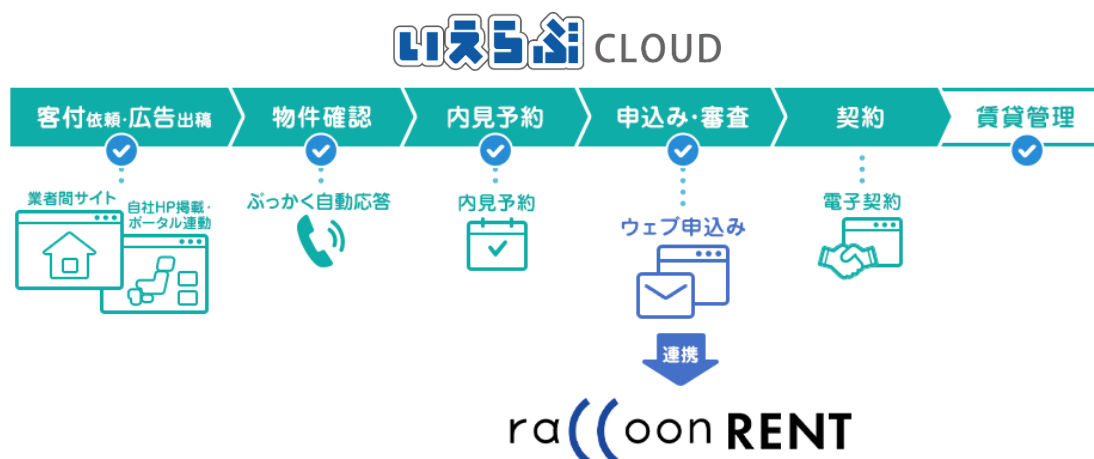 いえらぶ CLOUD
客付依頼・広告出稿
物件確認
内見予約
申込み・審査
契約
賃貸管理
業者間サイト
自社HP掲載・
ポータル連動
ぶっかく自動応答
内見予約
ウェブ申込み
電子契約
連携
raccoon RENT